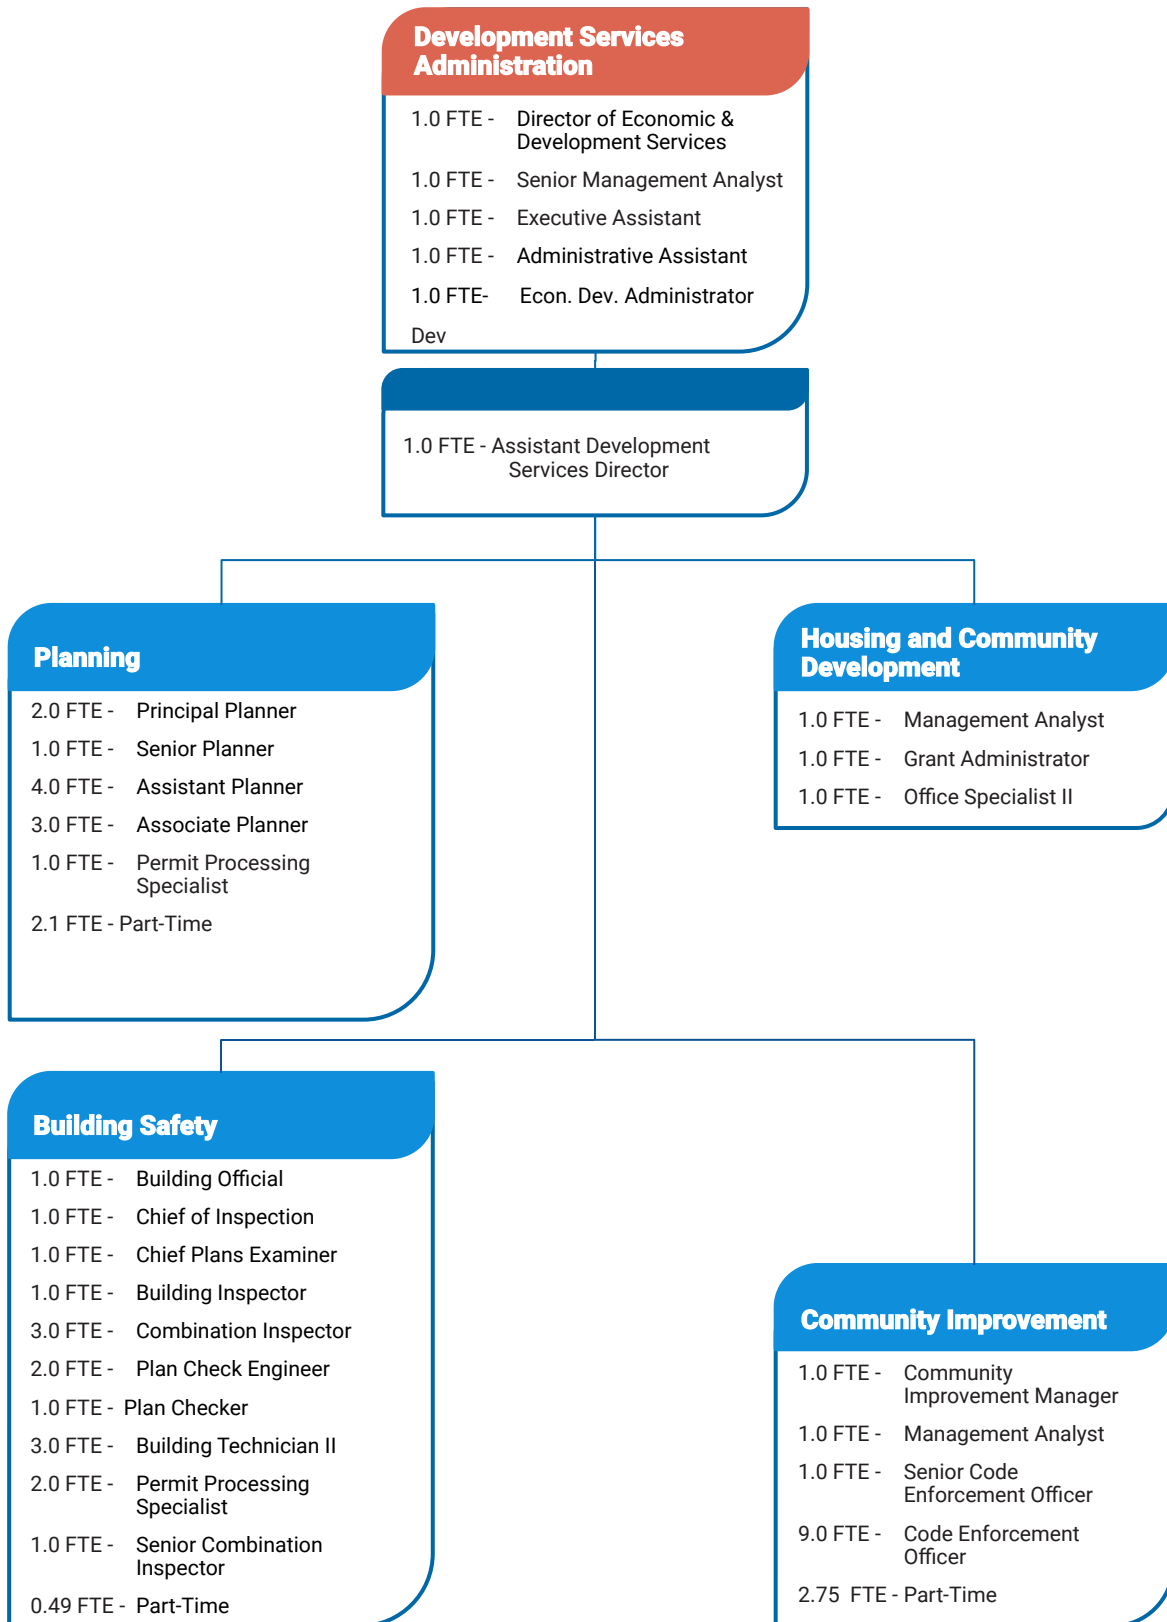 Development Services
Administration
1.0 FTE - Director of Economic &
Development Services
1.0 FTE - Senior Management Analyst
1.0 FTE - Executive Assistant
1.0 FTE - Administrative Assistant
1.0 FTE- Econ. Dev. Administrator
Dev
1.0 FTE - Assistant Development
Services Director
Planning
2.0 FTE - Principal Planner
1.0 FTE - Senior Planner
4.0 FTE - Assistant Planner
3.0 FTE - Associate Planner
1.0 FTE - Permit Processing
Specialist
2.1 FTE - Part-Time
Housing and Community
Development
1.0 FTE - Management Analyst
1.0 FTE - Grant Administrator
1.0 FTE - Office Specialist II
Building Safety
1.0 FTE - Building Official
1.0 FTE - Chief of Inspection
1.0 FTE - Chief Plans Examiner
1.0 FTE - Building Inspector
3.0 FTE - Combination Inspector
2.0 FTE - Plan Check Engineer
1.0 FTE - Plan Checker
3.0 FTE - Building Technician II
2.0 FTE - Permit Processing
Specialist
1.0 FTE - Senior Combination
Inspector
0.49 FTE - Part-Time
Community Improvement
1.0 FTE - Community
Improvement Manager
1.0 FTE - Management Analyst
1.0 FTE - Senior Code
Enforcement Officer
9.0 FTE - Code Enforcement
Officer
2.75 FTE - Part-Time